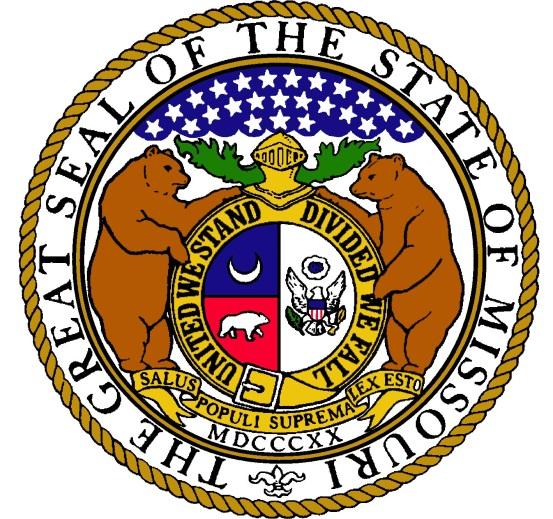 THE GREAT SEAL OF THE STATE OF MISSOURI
UNITED WE STAND DIVIDED WE FALL
SALUS POPULI SUPREMA LEX ESTO
MDCCCXX